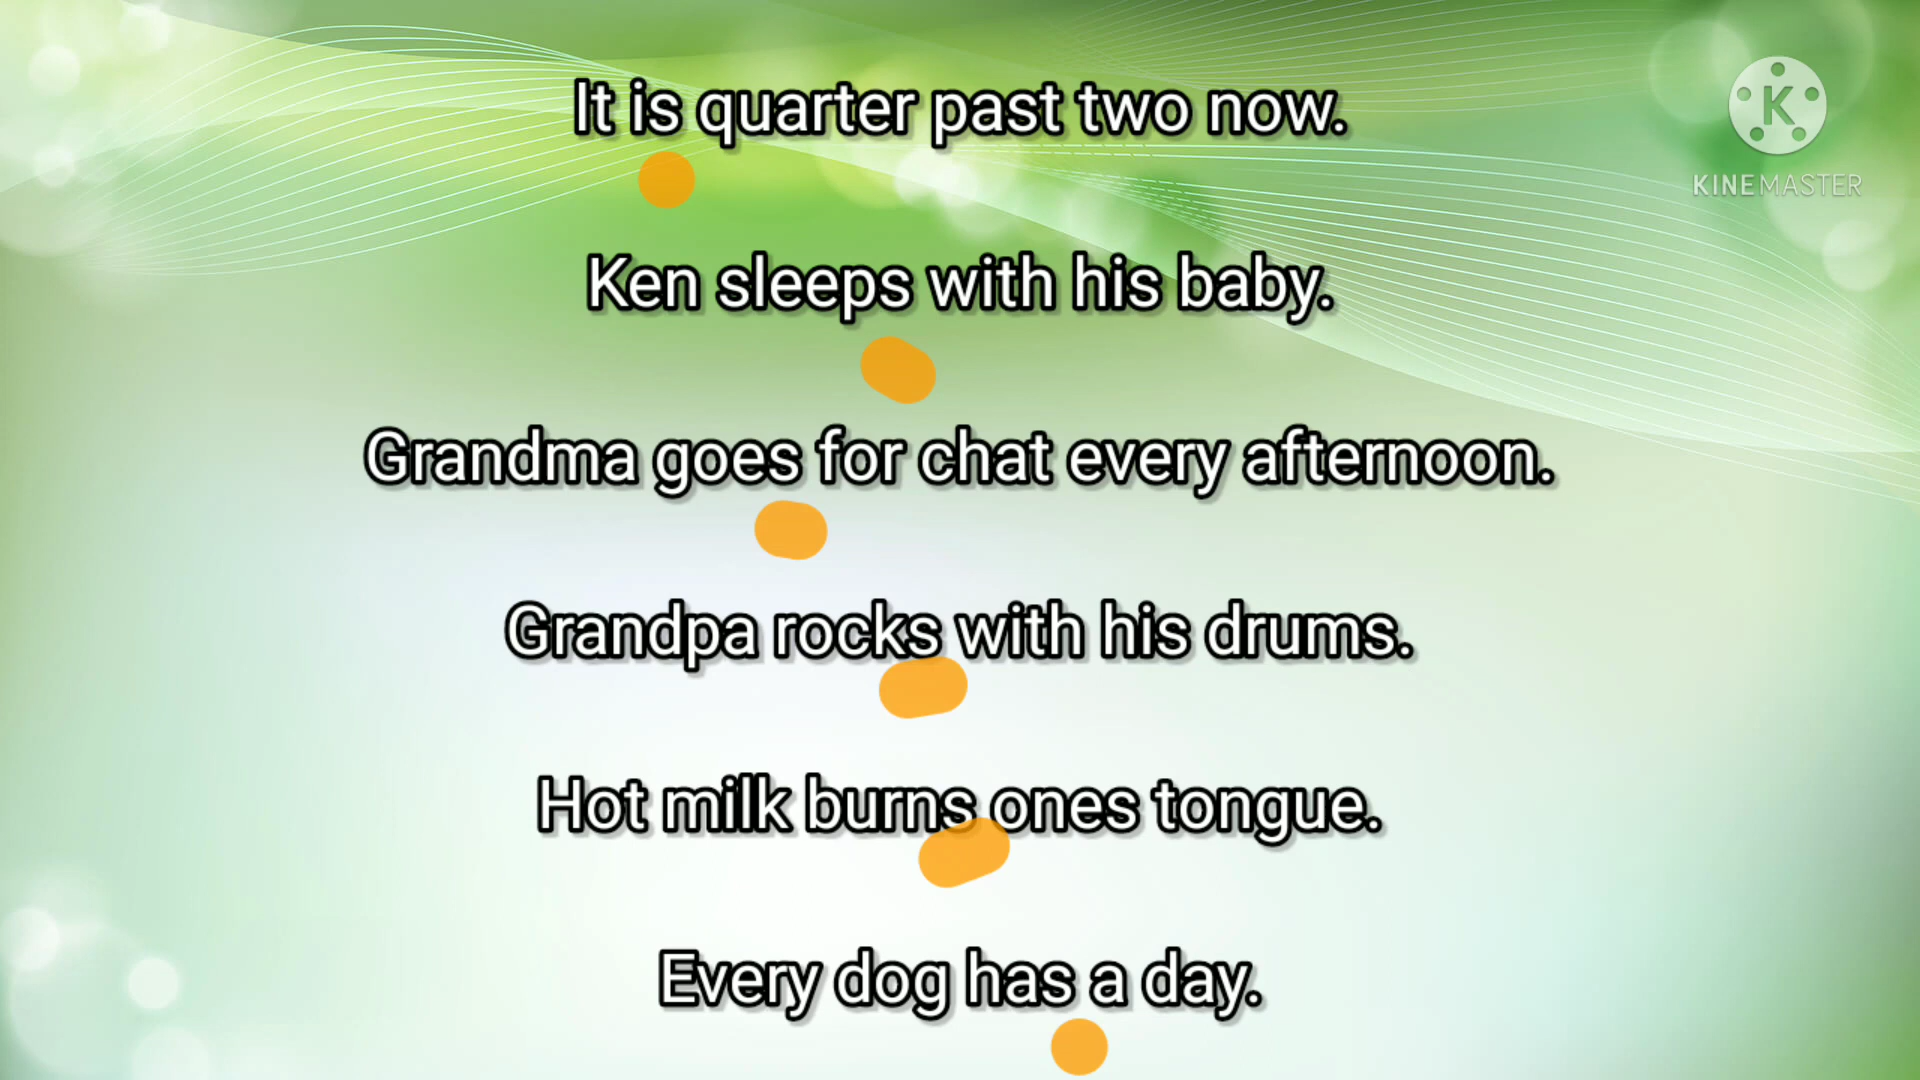 It is quarter past two now.
KINEMASTER
Ken sleeps with his baby.
Grandma goes for chat every afternoon.
Grandpa rocks with his drums.
Hot milk burns ones tongue.
Every dog has a day.